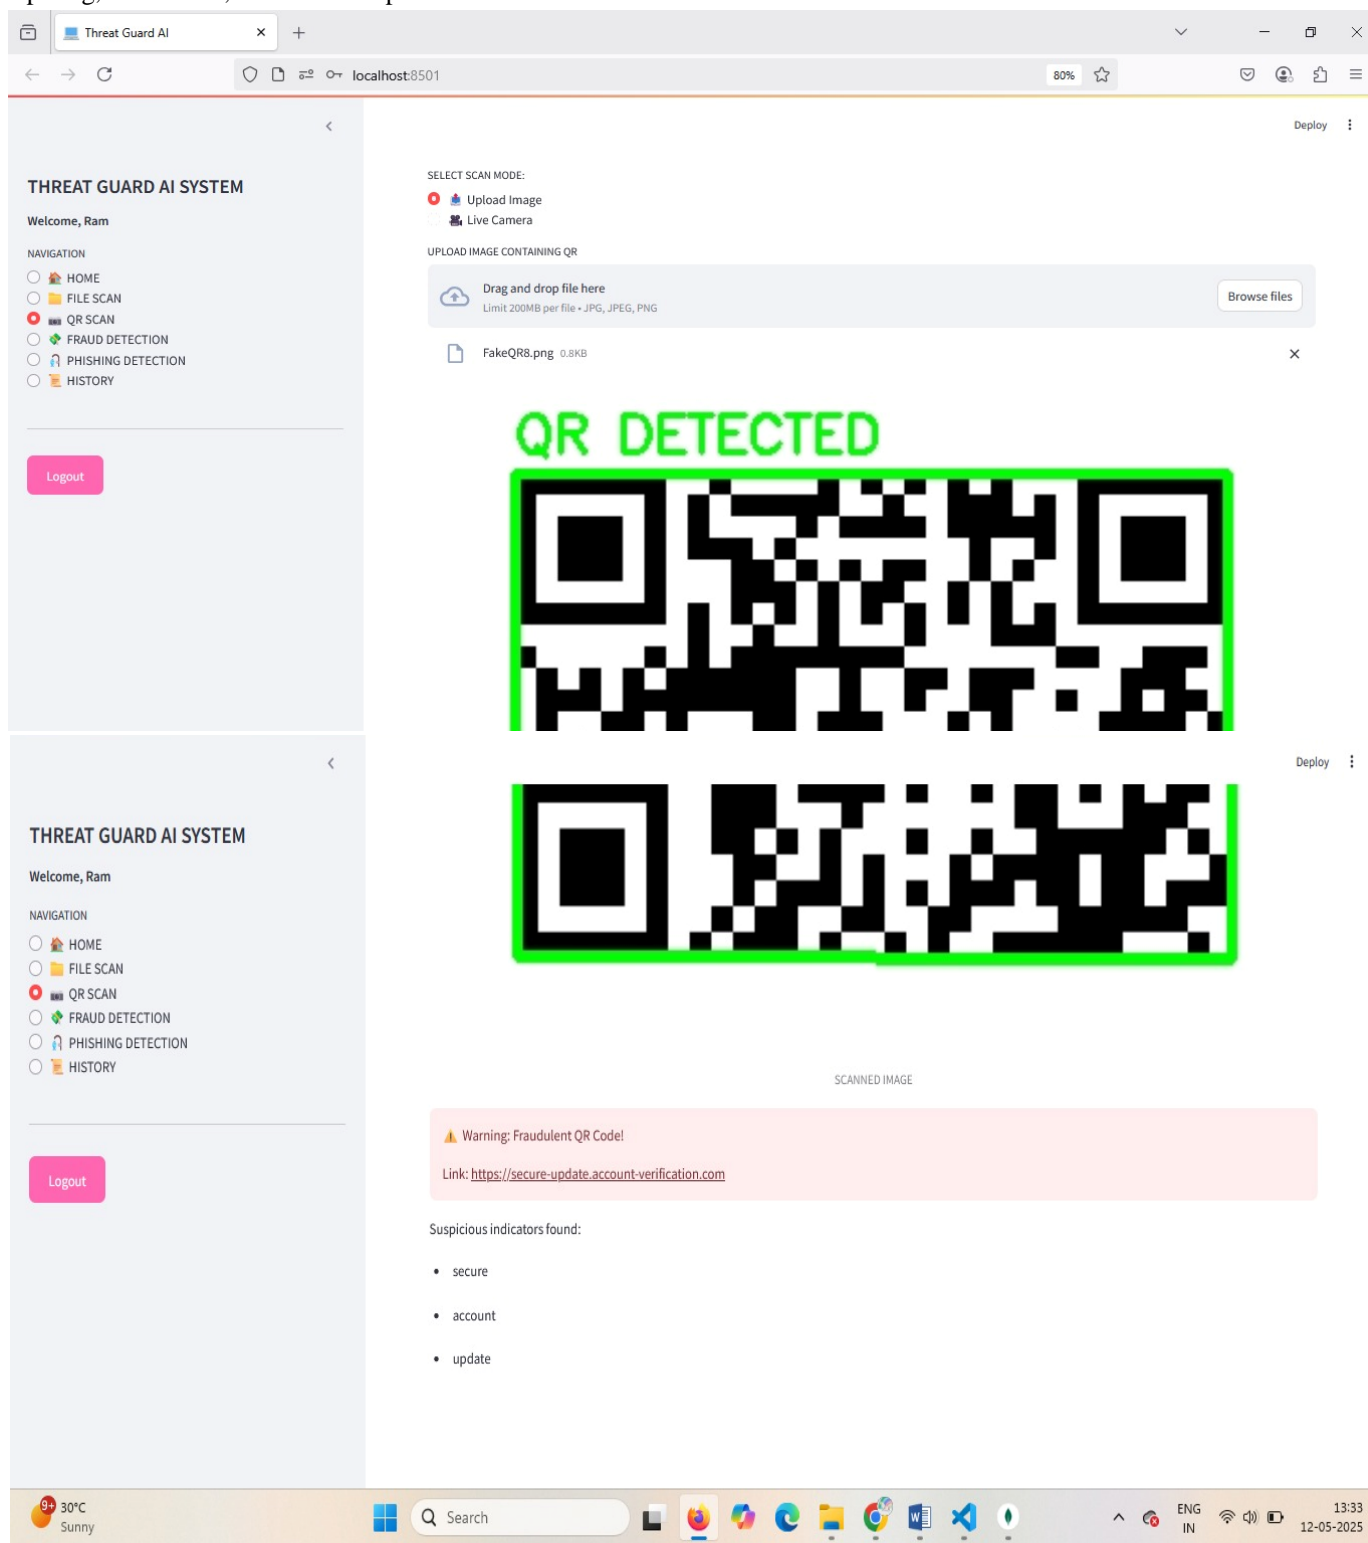 Threat Guard AI
localhost:8501
80%
Deploy
THREAT GUARD AI SYSTEM
Welcome, Ram
NAVIGATION
HOME
FILE SCAN
QR SCAN
FRAUD DETECTION
PHISHING DETECTION
HISTORY
Logout
SELECT SCAN MODE:
Upload Image
Live Camera
UPLOAD IMAGE CONTAINING QR
Drag and drop file here
Limit 200MB per file • JPG, JPEG, PNG
Browse files
FakeQR8.png 0.8KB
QR DETECTED
Deploy
THREAT GUARD AI SYSTEM
Welcome, Ram
NAVIGATION
HOME
FILE SCAN
QR SCAN
FRAUD DETECTION
PHISHING DETECTION
HISTORY
Logout
SCANNED IMAGE
Warning: Fraudulent QR Code!
Link: https://secure-update.account-verification.com
Suspicious indicators found:
• secure
• account
• update
9+
30°C
Sunny
Search
ENG
IN
13:33
12-05-2025